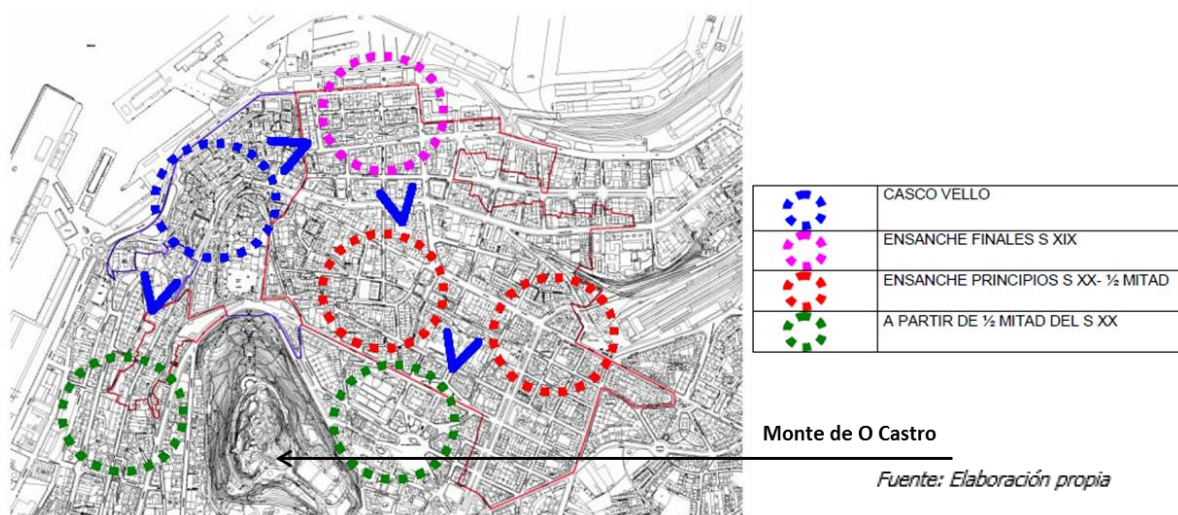 CASCO VELLO
ENSANCHE FINALES S XIX
ENSANCHE PRINCIPIOS S XX- ½ MITAD
A PARTIR DE ½ MITAD DEL S XX
Monte de O Castro
Fuente: Elaboración propia